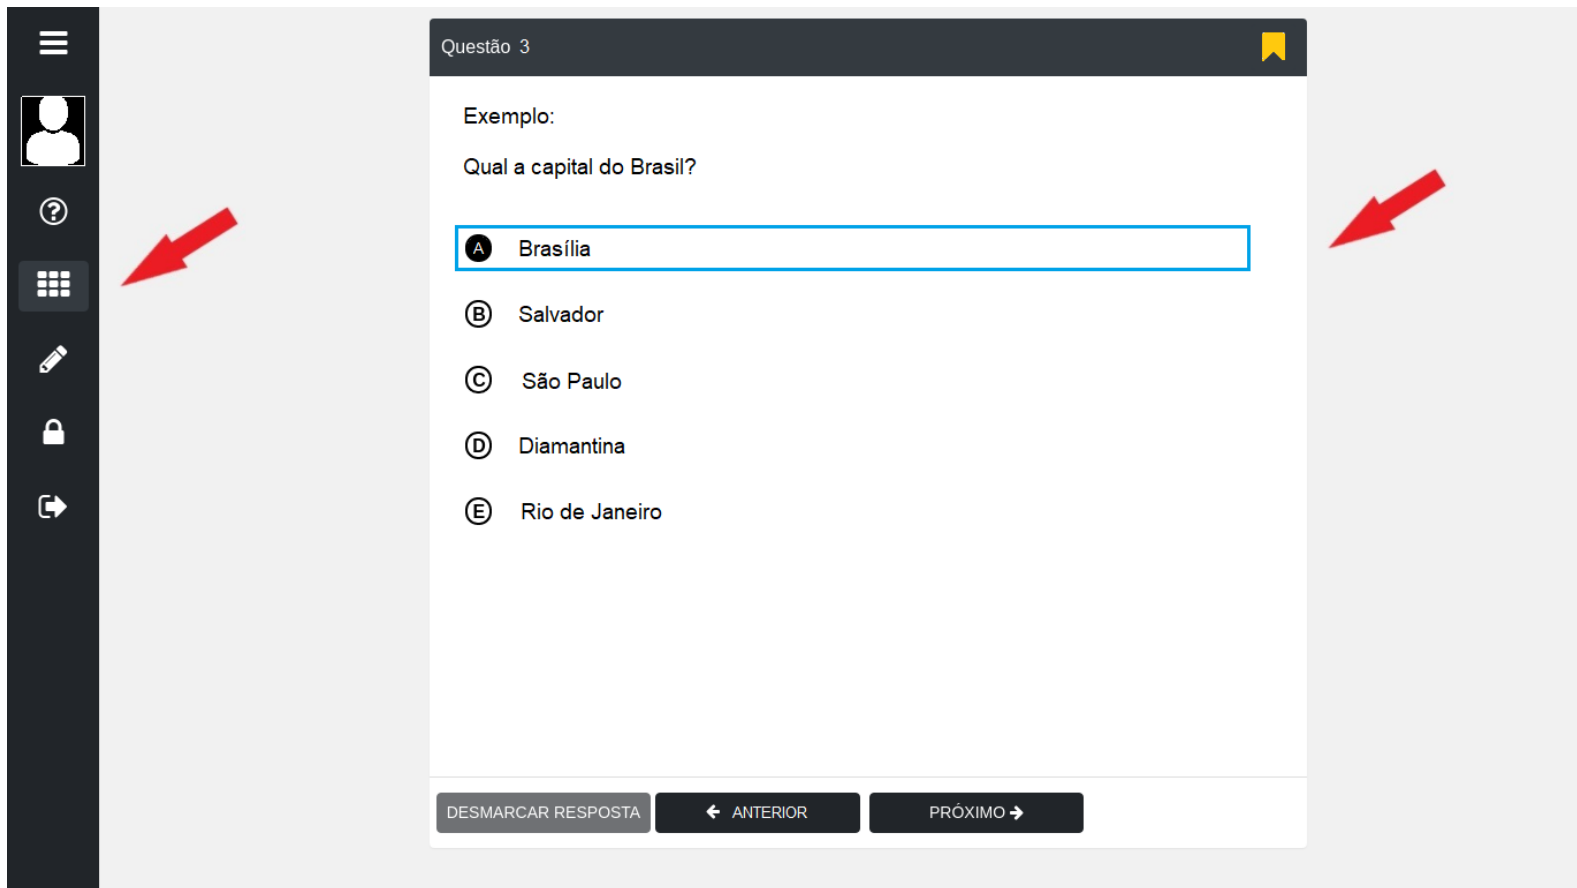 Questão 3
Exemplo:
Qual a capital do Brasil?
A Brasília
B Salvador
C São Paulo
D Diamantina
E Rio de Janeiro
DESMARCAR RESPOSTA ANTERIOR PRÓXIMO